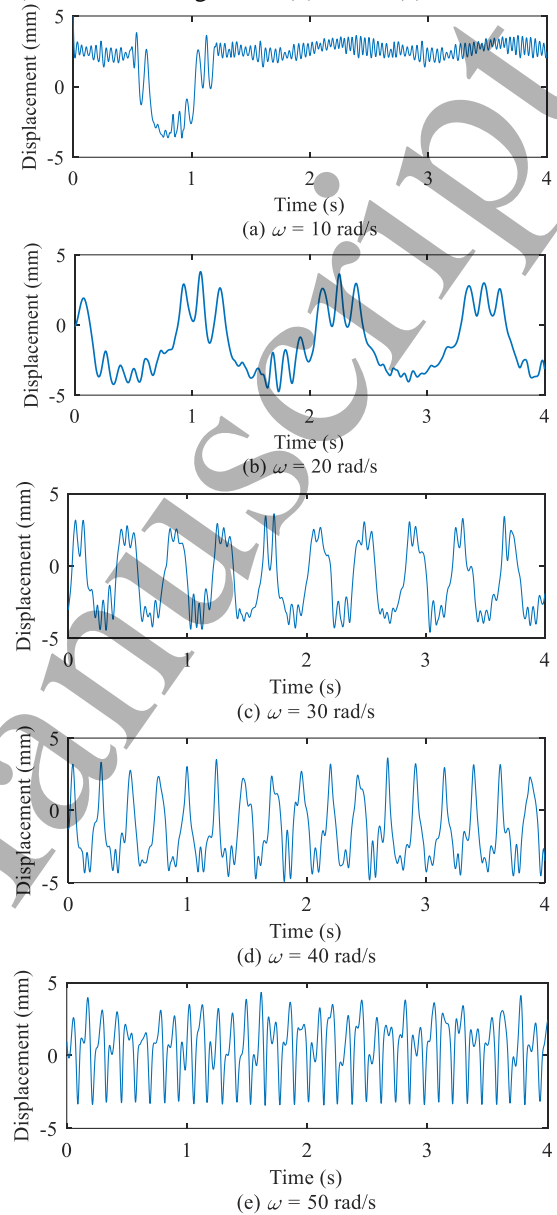 5
0
-5
0
1
2
3
4
Displacement (mm)
Time (s)
(a) ω = 10 rad/s
5
0
-5
0
1
2
3
4
Displacement (mm)
Time (s)
(b) ω = 20 rad/s
5
0
-5
0
1
2
3
4
Displacement (mm)
Time (s)
(c) ω = 30 rad/s
5
0
-5
0
1
2
3
4
Displacement (mm)
Time (s)
(d) ω = 40 rad/s
5
0
-5
0
1
2
3
4
Displacement (mm)
Time (s)
(e) ω = 50 rad/s
anuscript